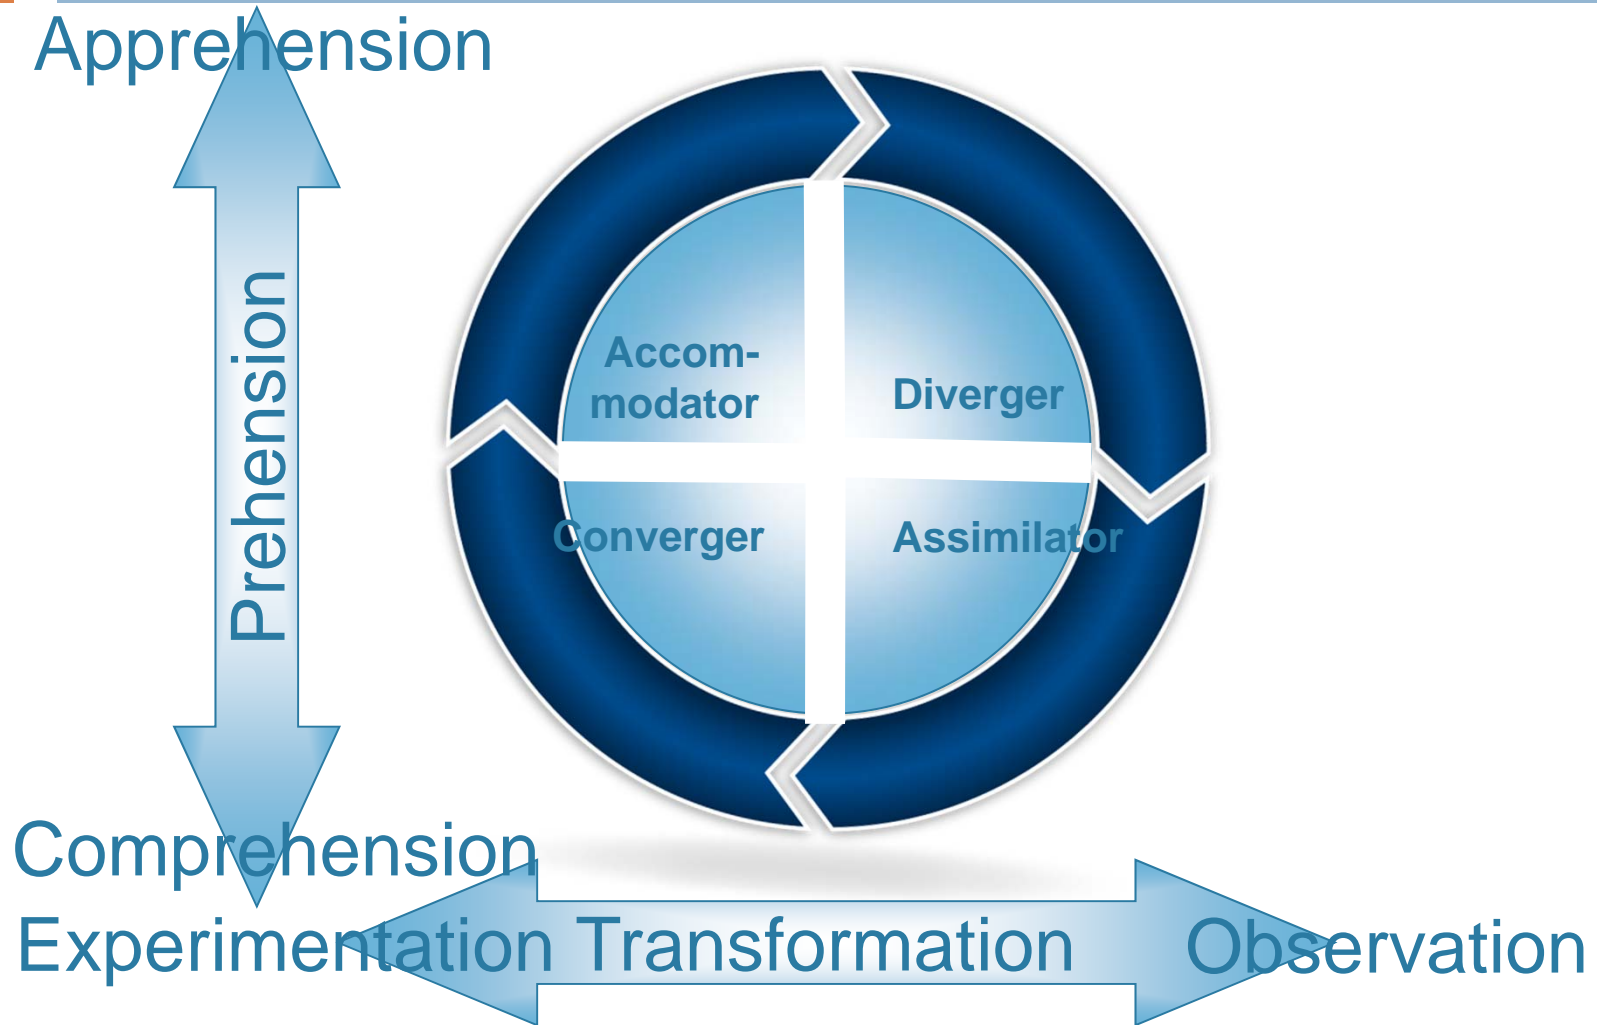 Apprehension
Prehension
Accom-
modator
Diverger
Converger
Assimilator
Comprehension
Experimentation Transformation Observation